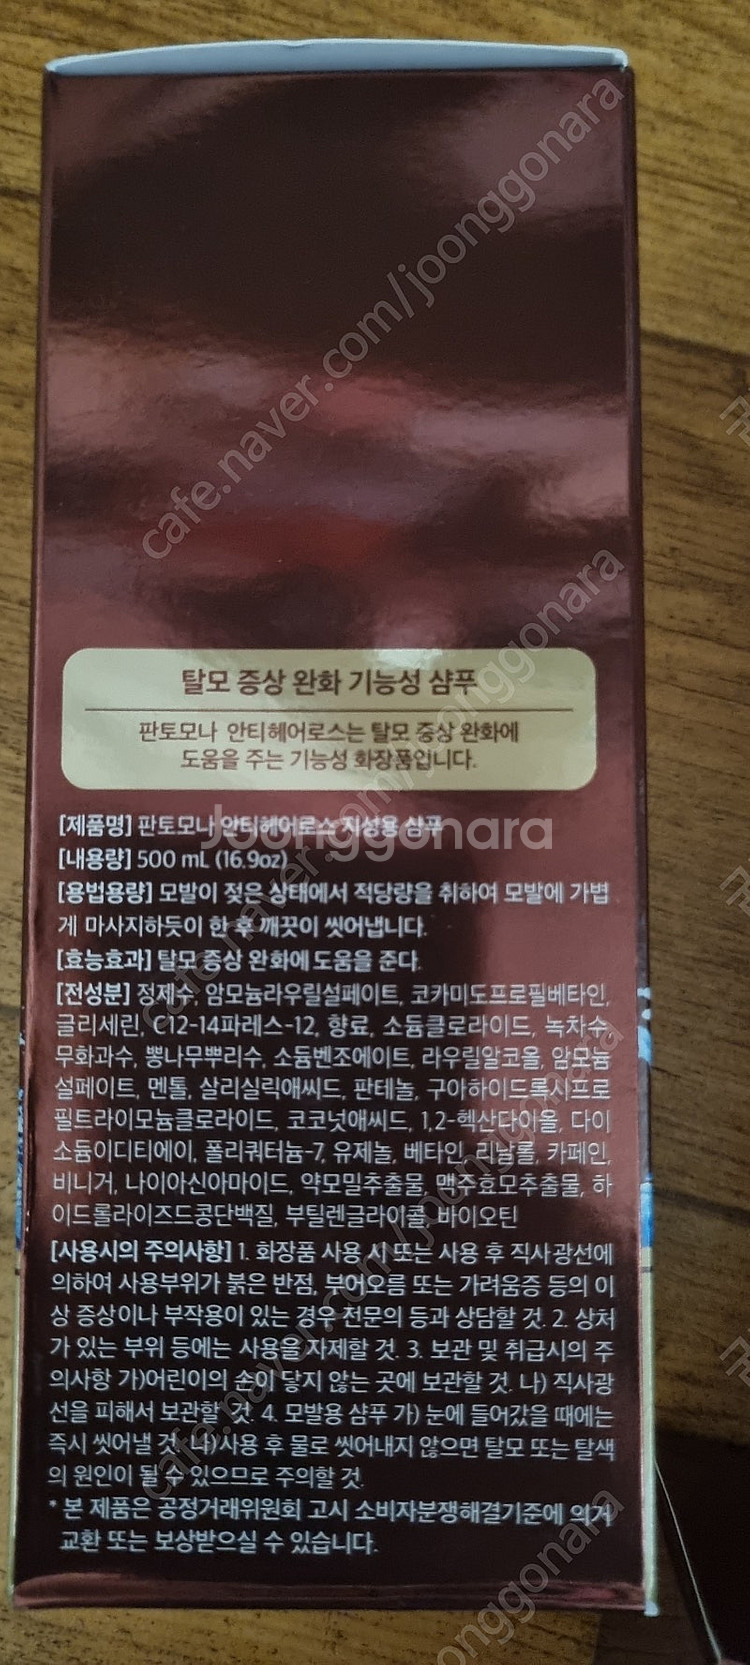 탈모 증상 완화 기능성 샴푸
판토모나 안티헤어로스는 탈모 증상 완화에
도움을 주는 기능성 화장품입니다.
[제품명] 판토모나 안티헤어로스 지성용 샴푸
[내용량] 500 mL (16.9oz)
[용법용량] 모발이 젖은 상태에서 적당량을 취하여 모발에 가볍
게 마사지하듯이 한 후 깨끗이 씻어냅니다.
[효능효과] 탈모 증상 완화에 도움을 준다.
[전성분] 정제수, 암모늄라우릴설페이트, 코카미도프로필베타인,
글리세린, C12-14파레스-12, 향료, 소듐클로라이드, 녹차수
무화과수, 뽕나무뿌리수, 소듐벤조에이트, 라우릴알코올, 암모늄
설페이트, 멘톨, 살리실릭애씨드, 판테놀, 구아하이드록시프로
필트라이모늄클로라이드, 코코넛애씨드, 1,2-헥산다이올, 다이
소듐이디티에이, 폴리쿼터늄-7, 유제놀, 베타인, 리날롤, 카페인,
비니거, 나이아신아마이드, 약모밀추출물, 맥주효모추출물, 하
이드롤라이즈드콩단백질, 부틸렌글라이콜, 바이오틴
[사용시의 주의사항] 1. 화장품 사용 시 또는 사용 후 직사광선에
의하여 사용부위가 붉은 반점, 부어오름 또는 가려움증 등의 이
상 증상이나 부작용이 있는 경우 전문의 등과 상담할 것. 2. 상처
가 있는 부위 등에는 사용을 자제할 것. 3. 보관 및 취급시의 주
의사항 가)어린이의 손이 닿지 않는 곳에 보관할 것. 나) 직사광
선을 피해서 보관할 것. 4. 모발용 샴푸 가) 눈에 들어갔을 때에는
즉시 씻어낼 것. 나)사용 후 물로 씻어내지 않으면 탈모 또는 탈색
의 원인이 될 수 있으므로 주의할 것.
* 본 제품은 공정거래위원회 고시 소비자분쟁해결기준에 의거
교환 또는 보상받으실 수 있습니다.
joonggonara
cafe.naver.com/joonggonara
cafe.naver.com/joonggonara
cafe.naver.com/joonggonara